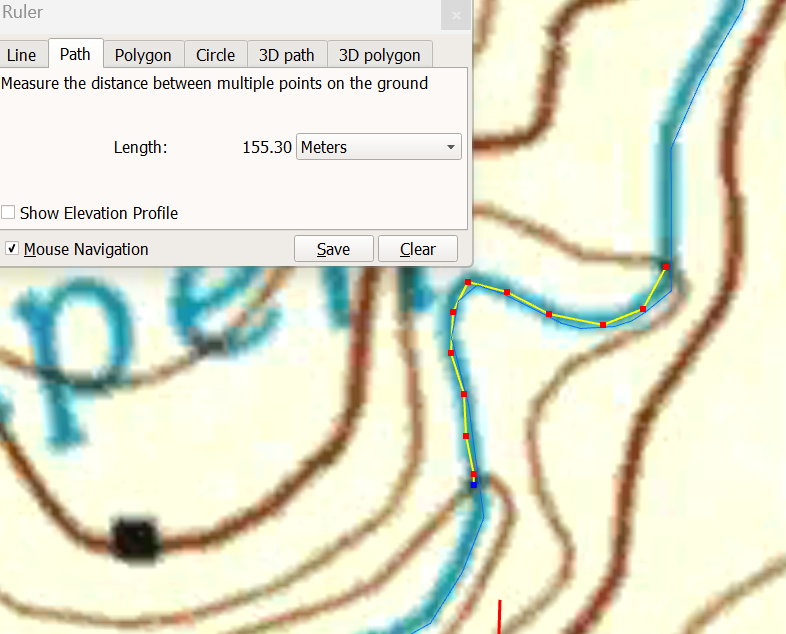 Ruler
Line Path Polygon Circle 3D path 3D polygon
Measure the distance between multiple points on the ground
Length: 155.30 Meters
Show Elevation Profile
Mouse Navigation Save Clear